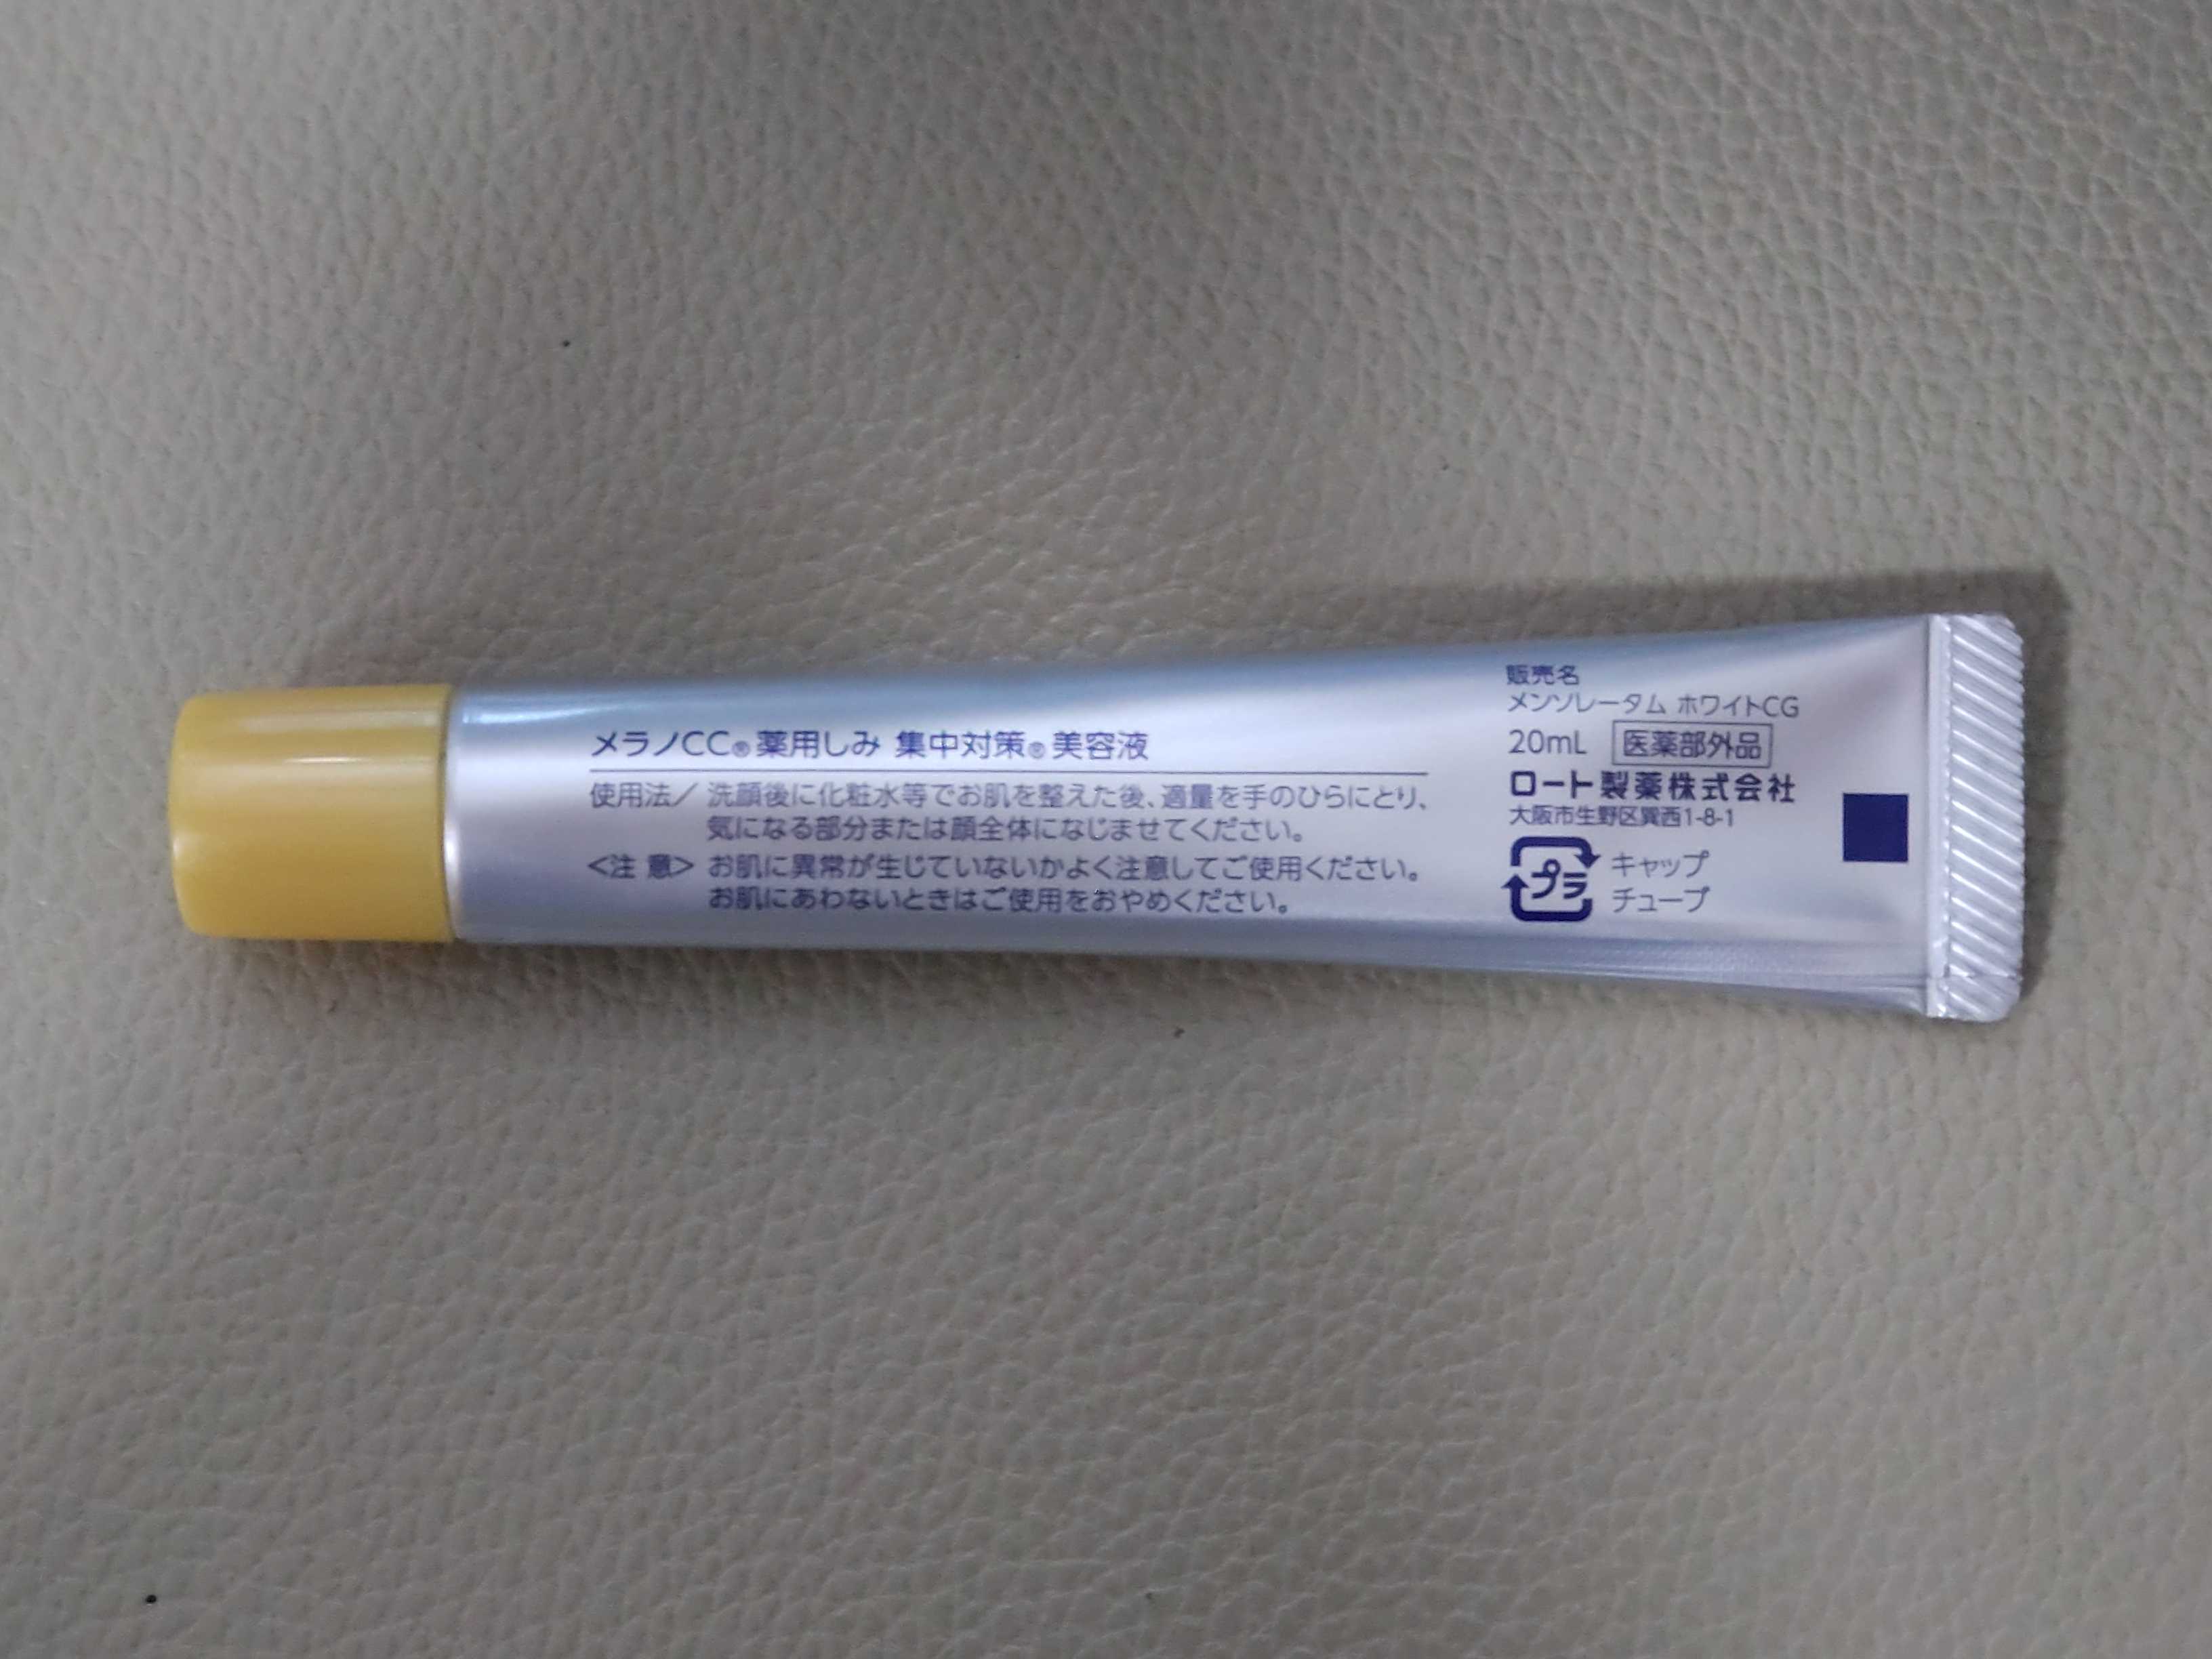 メラノCC®薬用しみ 集中対策®美容液
使用法／洗顔後に化粧水等でお肌を整えた後、適量を手のひらにとり、
気になる部分または顔全体になじませてください。
<注 意> お肌に異常が生じていないかよく注意してご使用ください。
お肌にあわないときはご使用をおやめください。
販売名
メンソレータム ホワイトCG
20mL 医薬部外品
ロート製薬株式会社
大阪市生野区巽西1-8-1
プラ
キャップ
チューブ